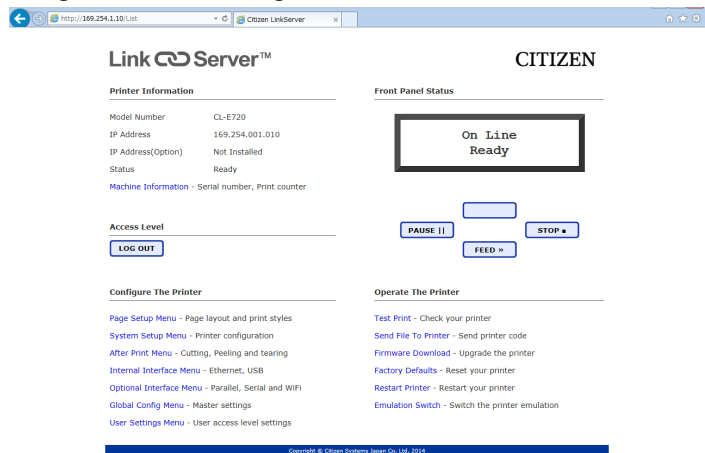 http://169.254.1.10/List
Citizen LinkServer
Link Server™
CITIZEN
Printer Information
Model Number CL-E720
IP Address 169.254.001.010
IP Address(Option) Not Installed
Status Ready
Machine Information - Serial number, Print counter
Front Panel Status
On Line
Ready
PAUSE ||
STOP ■
FEED »
Access Level
LOG OUT
Configure The Printer
Page Setup Menu - Page layout and print styles
System Setup Menu - Printer configuration
After Print Menu - Cutting, Peeling and tearing
Internal Interface Menu - Ethernet, USB
Optional Interface Menu - Parallel, Serial and WiFi
Global Config Menu - Master settings
User Settings Menu - User access level settings
Operate The Printer
Test Print - Check your printer
Send File To Printer - Send printer code
Firmware Download - Upgrade the printer
Factory Defaults - Reset your printer
Restart Printer - Restart your printer
Emulation Switch - Switch the printer emulation
Copyright © Citizen Systems Japan Co. Ltd. 2014